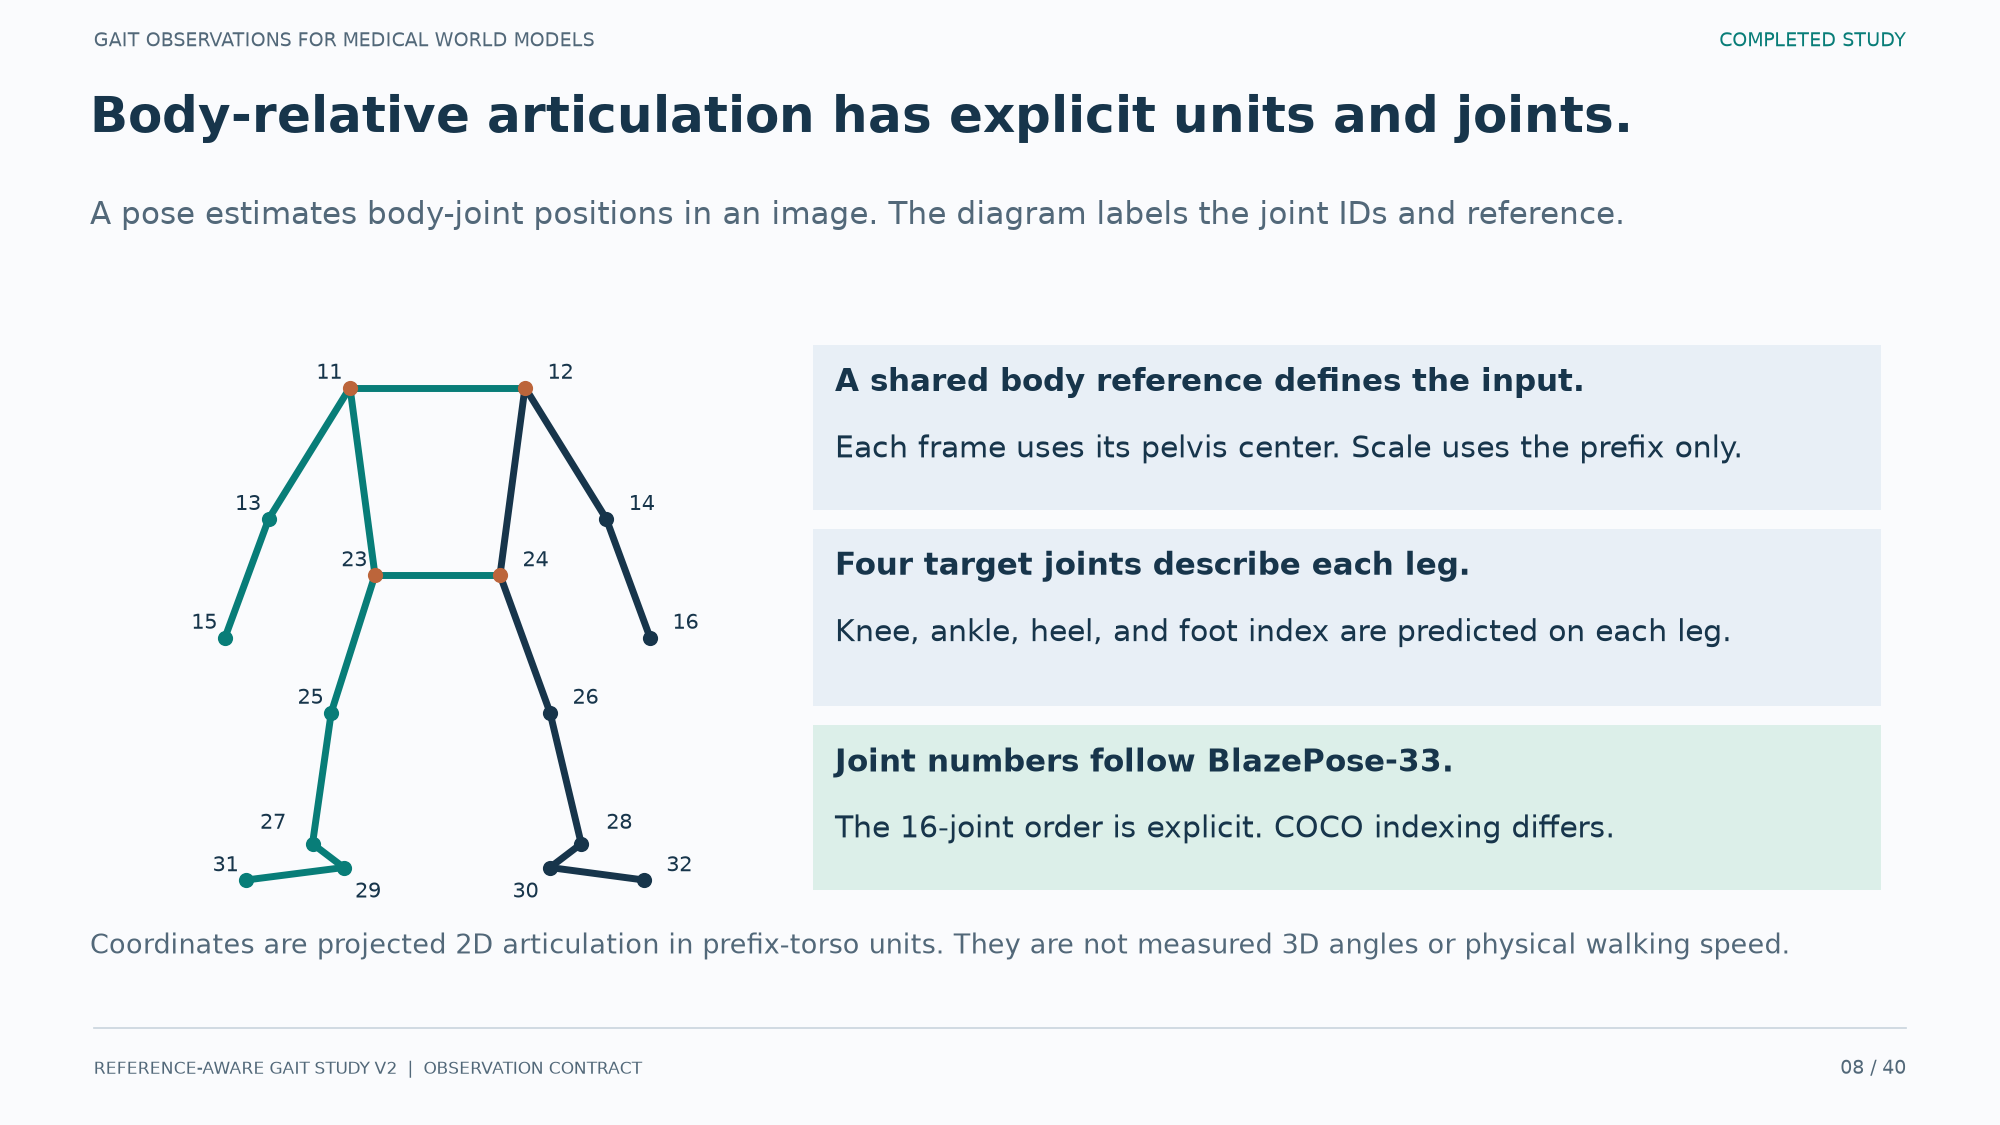 GAIT OBSERVATIONS FOR MEDICAL WORLD MODELS
COMPLETED STUDY
Body-relative articulation has explicit units and joints.
A pose estimates body-joint positions in an image. The diagram labels the joint IDs and reference.
11
12
13
14
23
24
15
16
25
26
27
28
31
32
29
30
A shared body reference defines the input.
Each frame uses its pelvis center. Scale uses the prefix only.
Four target joints describe each leg.
Knee, ankle, heel, and foot index are predicted on each leg.
Joint numbers follow BlazePose-33.
The 16-joint order is explicit. COCO indexing differs.
Coordinates are projected 2D articulation in prefix-torso units. They are not measured 3D angles or physical walking speed.
REFERENCE-AWARE GAIT STUDY V2 | OBSERVATION CONTRACT
08 / 40